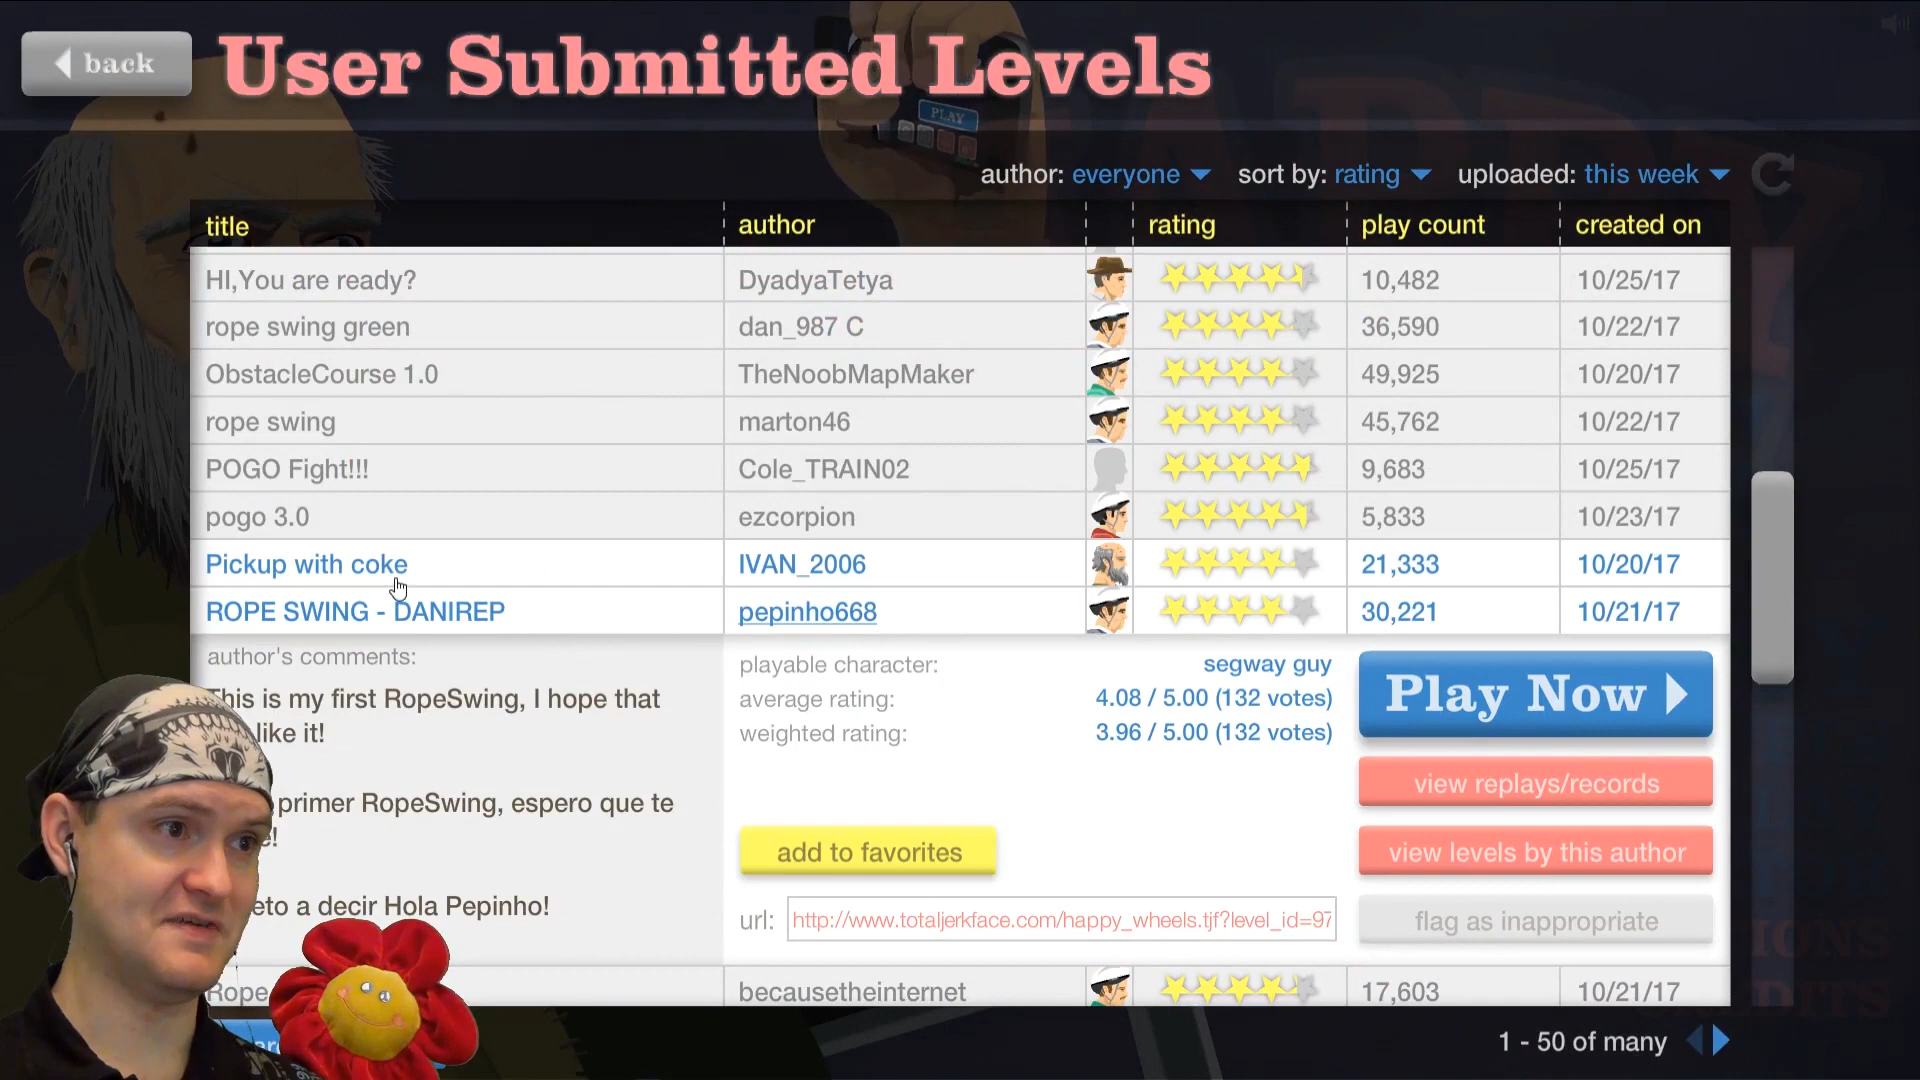 back
User Submitted Levels
PLAY
author: everyone sort by: rating uploaded: this week
title author rating play count created on
HI,You are ready? DyadyaTetya 10,482 10/25/17
rope swing green dan_987 C 36,590 10/22/17
ObstacleCourse 1.0 TheNoobMapMaker 49,925 10/20/17
rope swing marton46 45,762 10/22/17
POGO Fight!!! Cole_TRAIN02 9,683 10/25/17
pogo 3.0 ezcorpion 5,833 10/23/17
Pickup with coke IVAN_2006 21,333 10/20/17
ROPE SWING - DANIREP pepinho668 30,221 10/21/17
author's comments:
This is my first RopeSwing, I hope that
like it!
primer RopeSwing, espero que te
a decir Hola Pepinho!
playable character: segway guy
average rating: 4.08 / 5.00 (132 votes)
weighted rating: 3.96 / 5.00 (132 votes)
Play Now
view replays/records
add to favorites
view levels by this author
url: http://www.totaljerkface.com/happy_wheels.tjf?level_id=97
flag as inappropriate
Rope becausetheinternet 17,603 10/21/17
1 - 50 of many